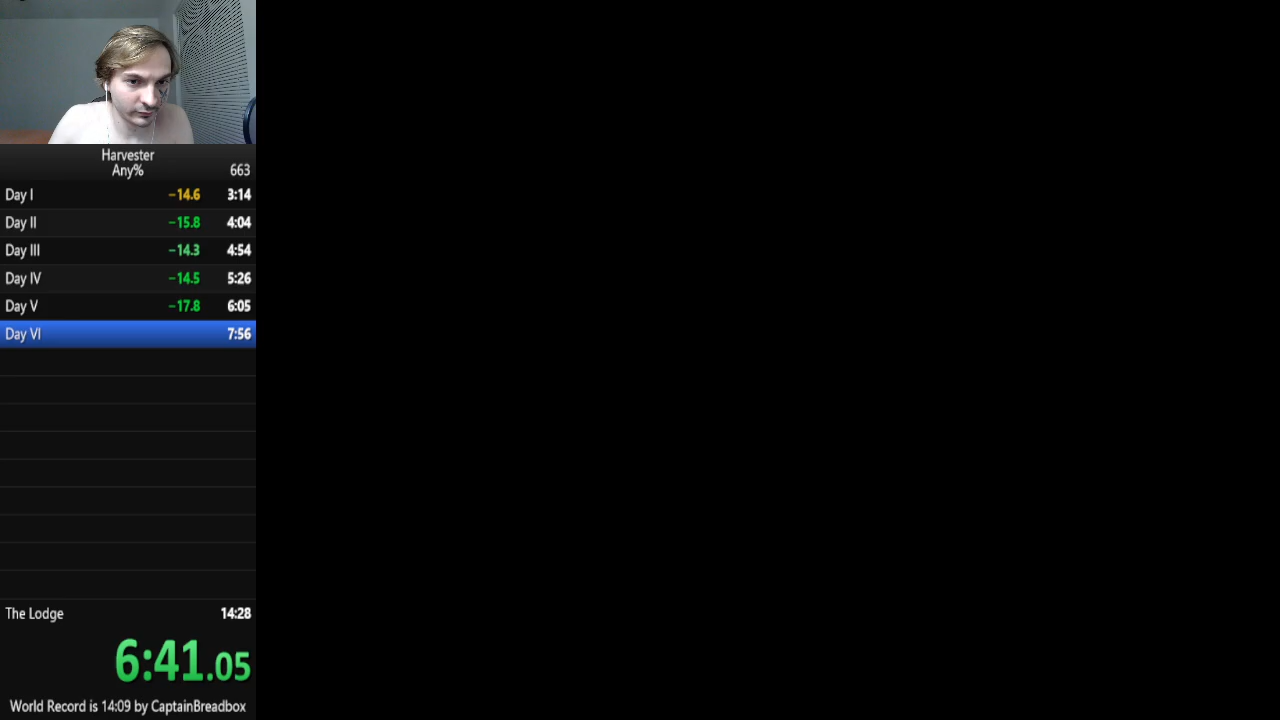 Harvester
Any% 663
Day I -14.6 3:14
Day II -15.8 4:04
Day III -14.3 4:54
Day IV -14.5 5:26
Day V -17.8 6:05
Day VI 7:56
The Lodge 14:28
6:41.05
World Record is 14:09 by CaptainBreadbox